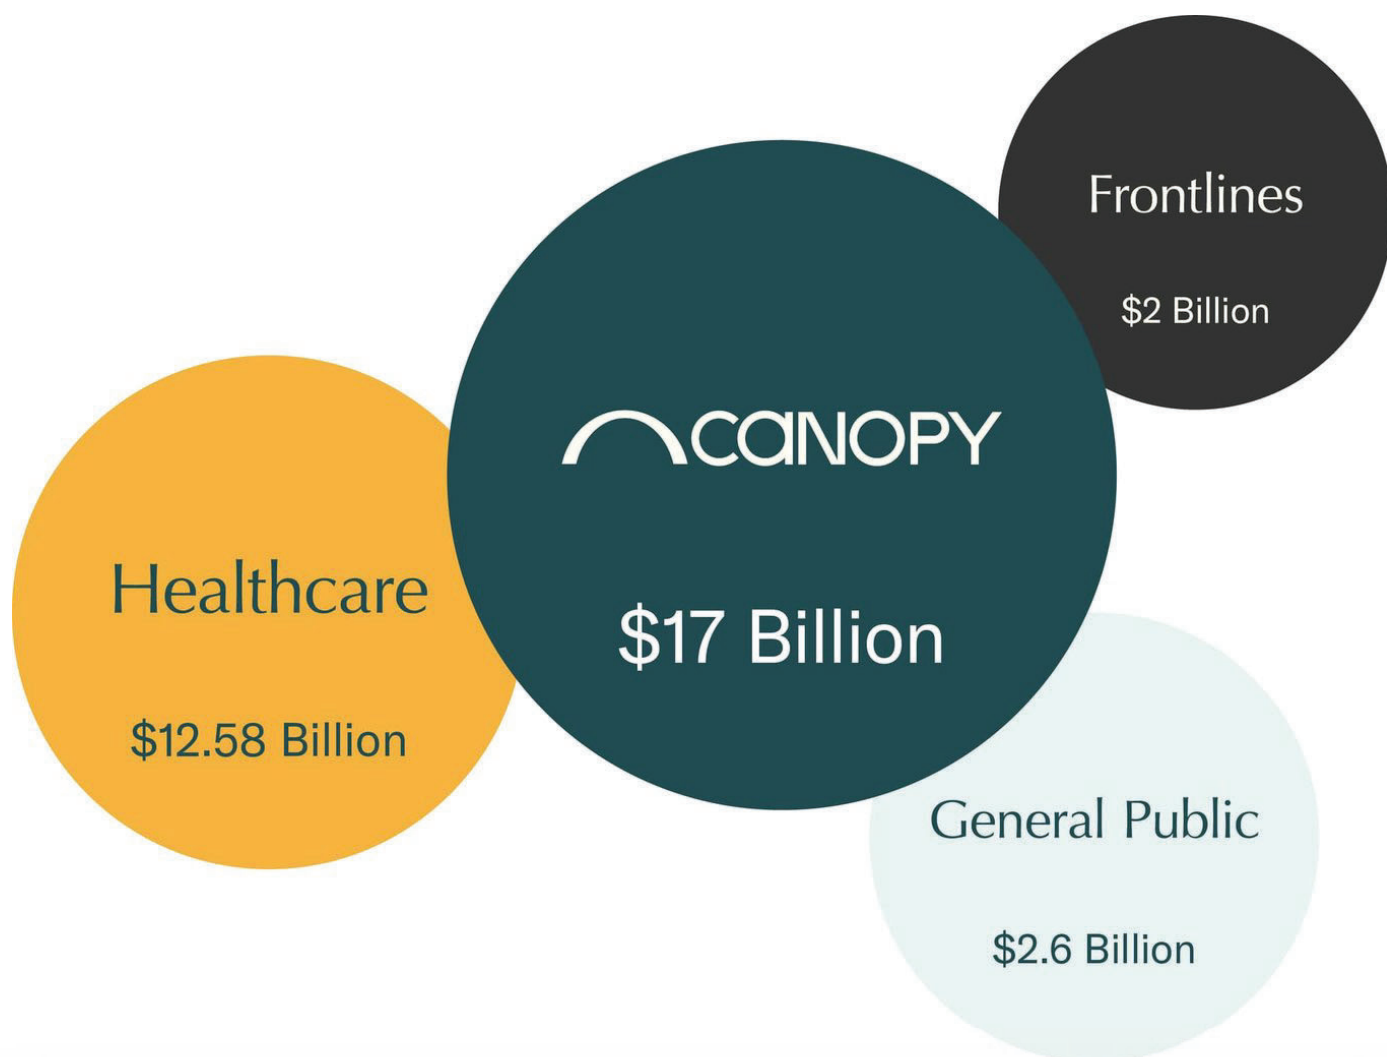 Frontlines
$2 Billion
CANOPY
$17 Billion
Healthcare
$12.58 Billion
General Public
$2.6 Billion